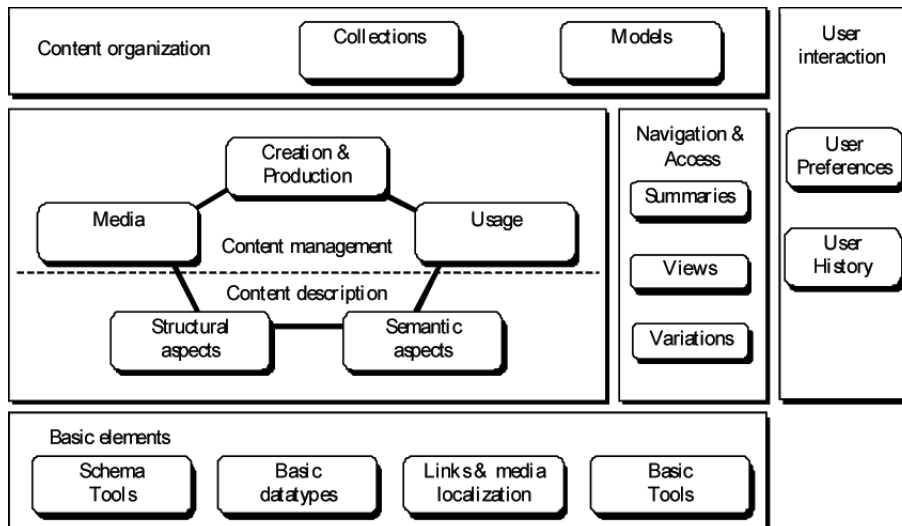 Content organization
Collections
Models
User
interaction
User
Preferences
User
History
Creation &
Production
Media
Usage
Content management
Content description
Structural
aspects
Semantic
aspects
Navigation &
Access
Summaries
Views
Variations
Basic elements
Schema
Tools
Basic
datatypes
Links & media
localization
Basic
Tools